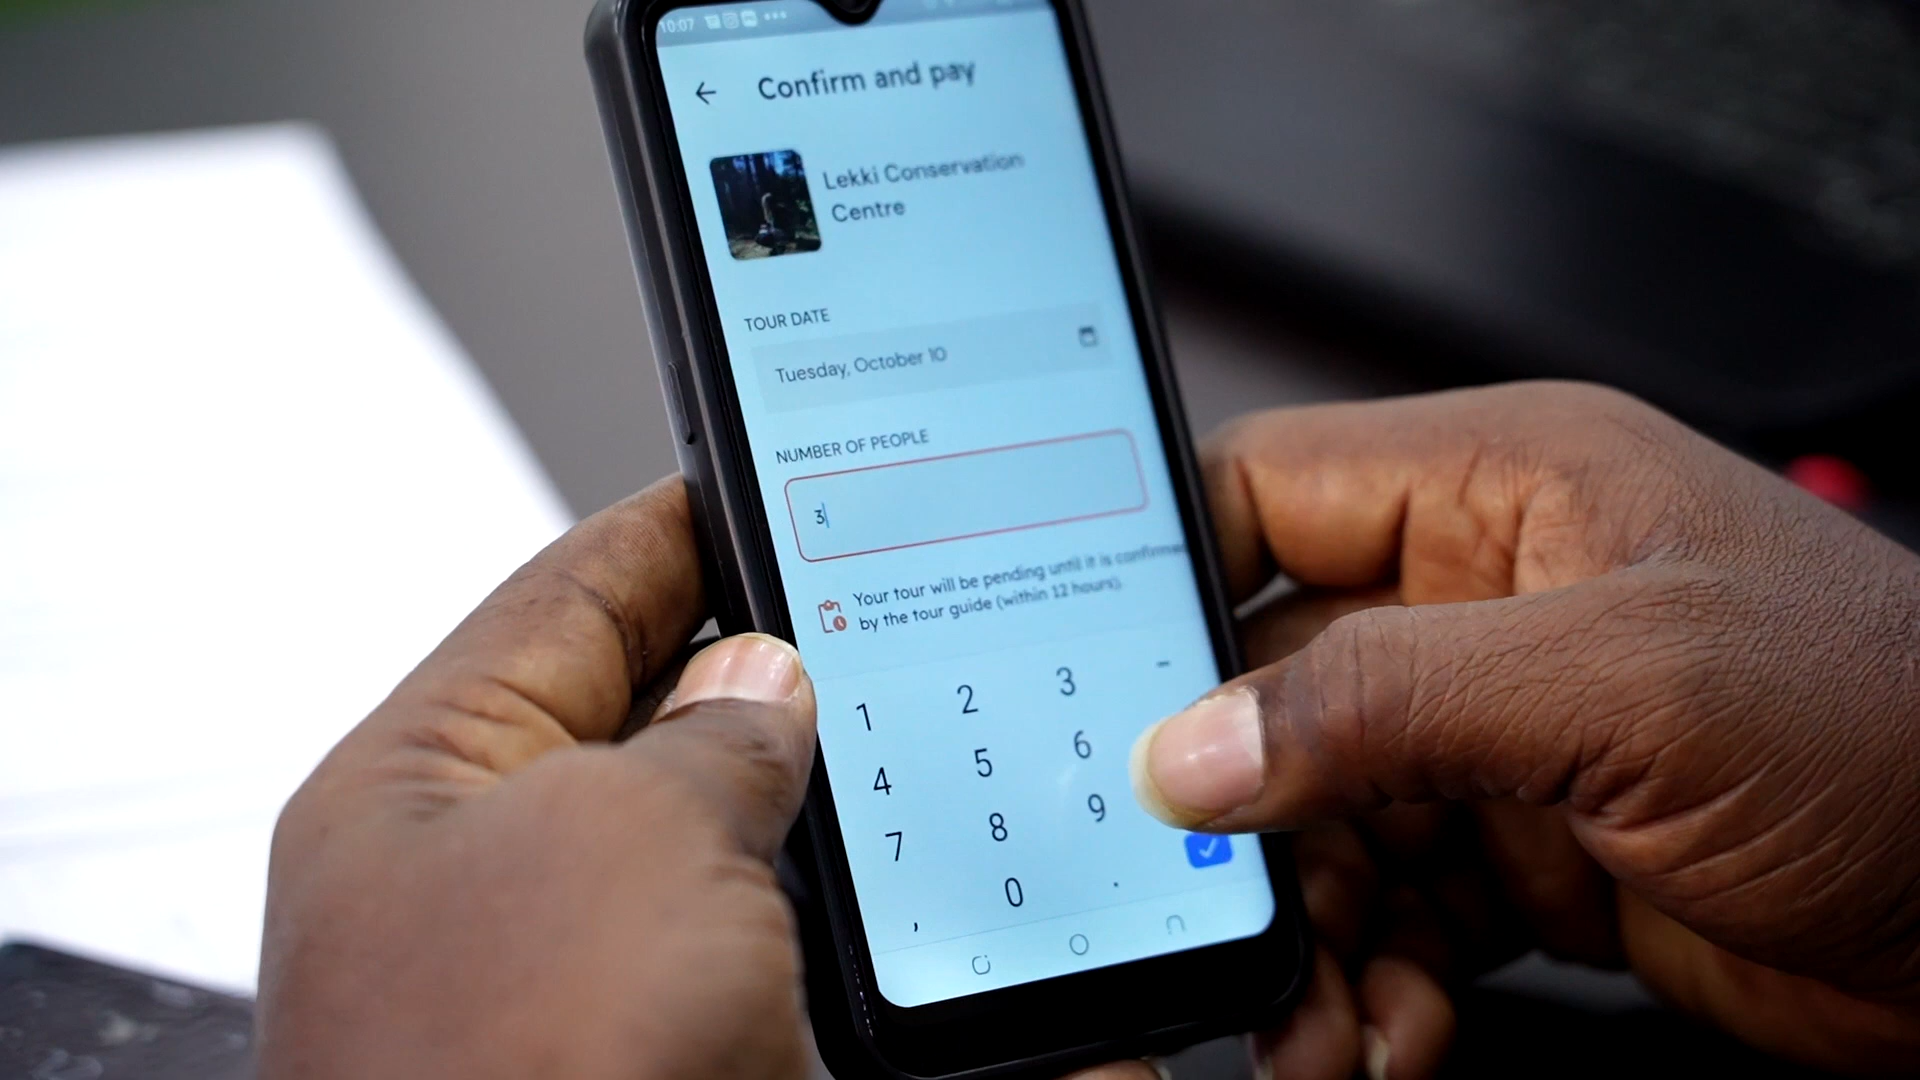 10:07
Confirm and pay
Lekki Conservation
Centre
TOUR DATE
Tuesday, October 10
NUMBER OF PEOPLE
3
Your tour will be pending until it is confirmed
by the tour guide (within 12 hours).
1 2 3 -
4 5 6
7 8 9
, 0 .